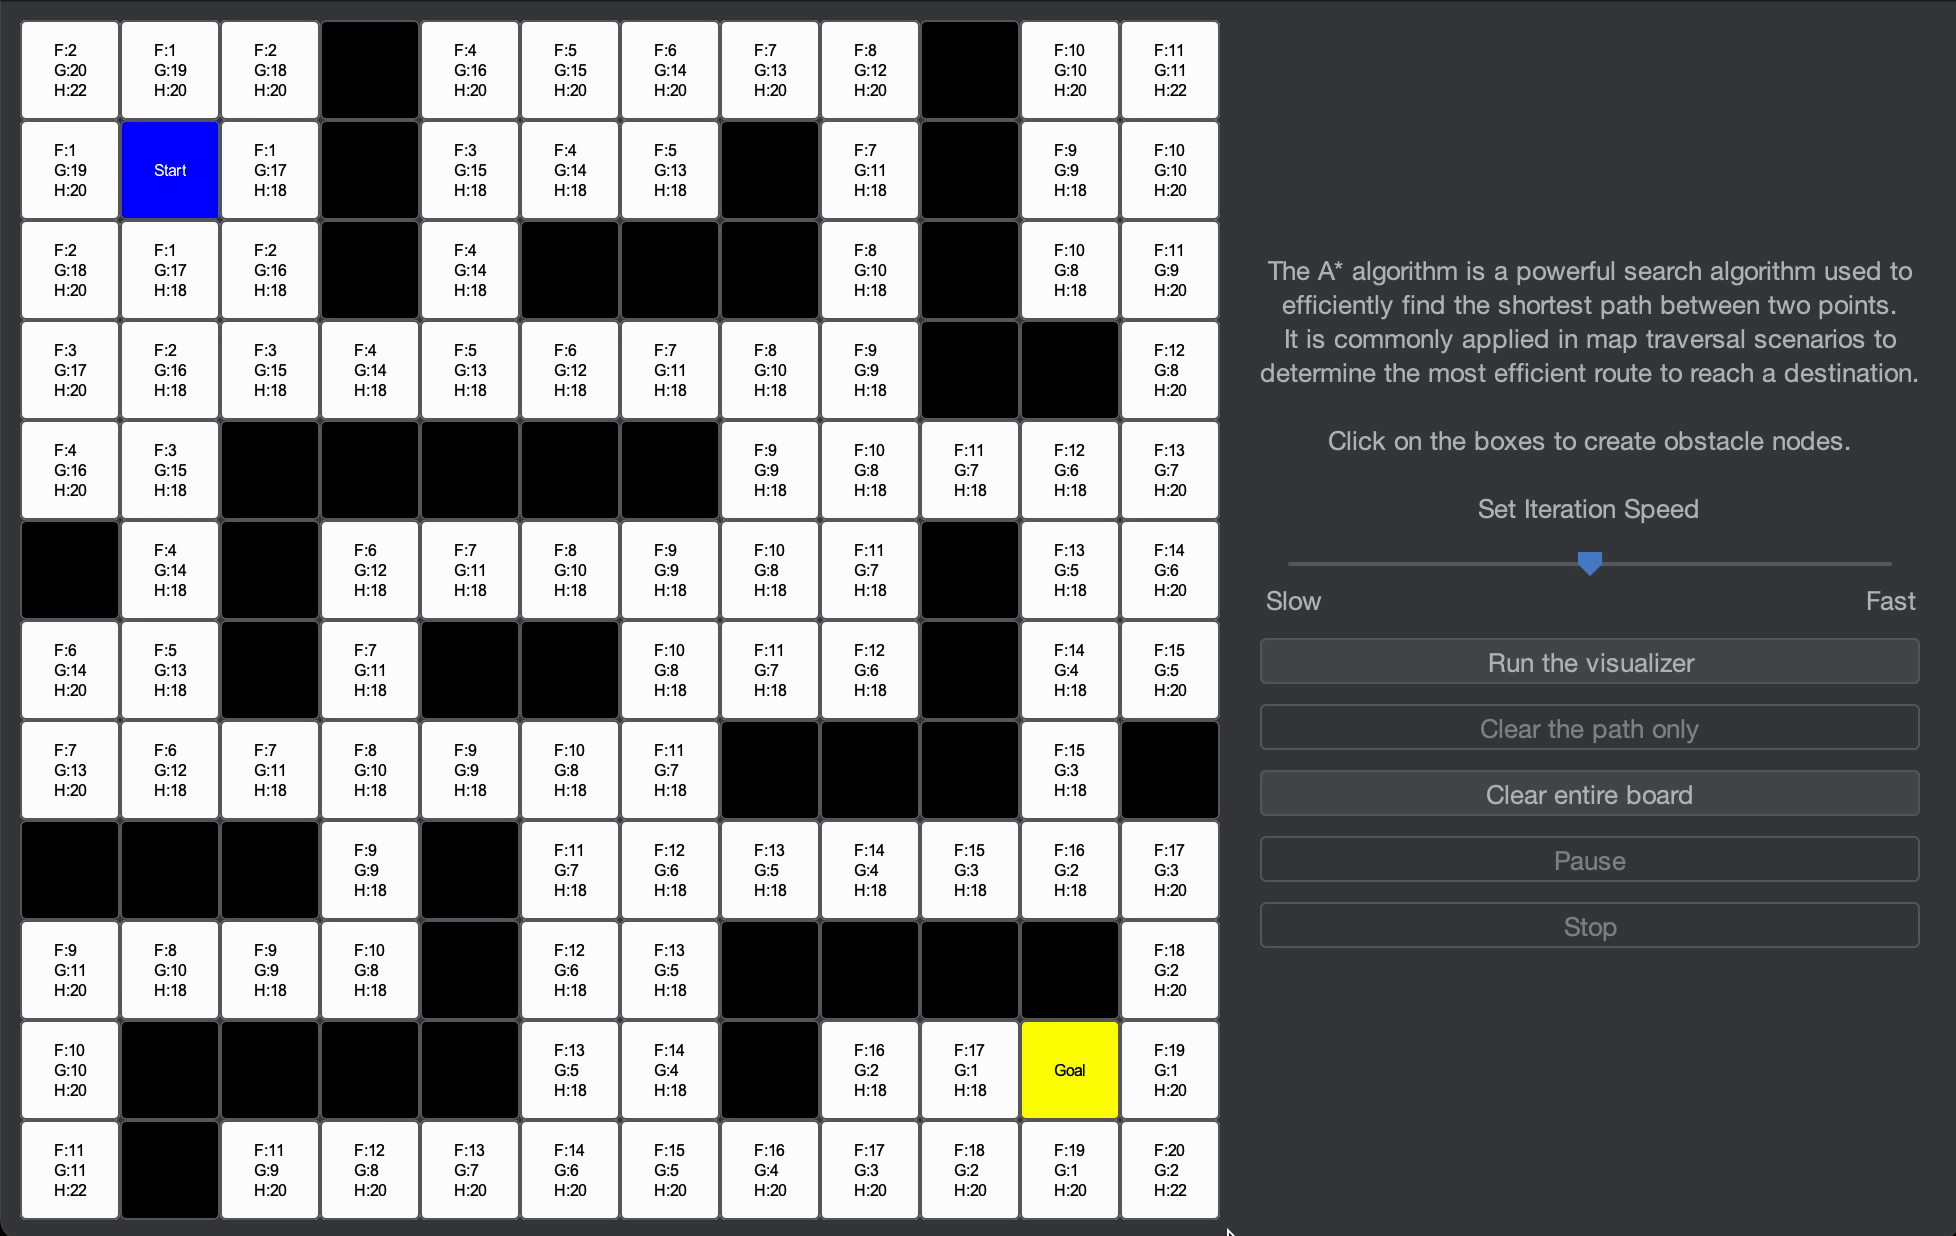 F:2 F:1 F:2 F:4 F:5 F:6 F:7 F:8 F:10 F:11
G:20 G:19 G:18 G:16 G:15 G:14 G:13 G:12 G:10 G:11
H:22 H:20 H:20 H:20 H:20 H:20 H:20 H:20 H:20 H:22
F:1 F:1 F:3 F:4 F:5 F:7 F:9 F:10
G:19 Start G:17 G:15 G:14 G:13 G:11 G:9 G:10
H:20 H:18 H:18 H:18 H:18 H:18 H:18 H:20
F:2 F:1 F:2 F:4 F:8 F:10 F:11
G:18 G:17 G:16 G:14 G:10 G:8 G:9
H:20 H:18 H:18 H:18 H:18 H:18 H:20
F:3 F:2 F:3 F:4 F:5 F:6 F:7 F:8 F:9 F:12
G:17 G:16 G:15 G:14 G:13 G:12 G:11 G:10 G:9 G:8
H:20 H:18 H:18 H:18 H:18 H:18 H:18 H:18 H:18 H:20
F:4 F:3 F:9 F:10 F:11 F:12 F:13
G:16 G:15 G:9 G:8 G:7 G:6 G:7
H:20 H:18 H:18 H:18 H:18 H:18 H:20
F:4 F:6 F:7 F:8 F:9 F:10 F:11 F:13 F:14
G:14 G:12 G:11 G:10 G:9 G:8 G:7 G:5 G:6
H:18 H:18 H:18 H:18 H:18 H:18 H:18 H:18 H:20
F:6 F:5 F:7 F:10 F:11 F:12 F:14 F:15
G:14 G:13 G:11 G:8 G:7 G:6 G:4 G:5
H:20 H:18 H:18 H:18 H:18 H:18 H:18 H:20
F:7 F:6 F:7 F:8 F:9 F:10 F:11 F:15
G:13 G:12 G:11 G:10 G:9 G:8 G:7 G:3
H:20 H:18 H:18 H:18 H:18 H:18 H:18 H:18
F:9 F:11 F:12 F:13 F:14 F:15 F:16 F:17
G:9 G:7 G:6 G:5 G:4 G:3 G:2 G:3
H:18 H:18 H:18 H:18 H:18 H:18 H:18 H:20
F:9 F:8 F:9 F:10 F:12 F:13 F:18
G:11 G:10 G:9 G:8 G:6 G:5 G:2
H:20 H:18 H:18 H:18 H:18 H:18 H:20
F:10 F:13 F:14 F:16 F:17 F:19
G:10 G:5 G:4 G:2 G:1 Goal G:1
H:20 H:18 H:18 H:18 H:18 H:20
F:11 F:11 F:12 F:13 F:14 F:15 F:16 F:17 F:18 F:19 F:20
G:11 G:9 G:8 G:7 G:6 G:5 G:4 G:3 G:2 G:1 G:2
H:22 H:20 H:20 H:20 H:20 H:20 H:20 H:20 H:20 H:20 H:22
The A* algorithm is a powerful search algorithm used to
efficiently find the shortest path between two points.
It is commonly applied in map traversal scenarios to
determine the most efficient route to reach a destination.
Click on the boxes to create obstacle nodes.
Set Iteration Speed
Slow Fast
Run the visualizer
Clear the path only
Clear entire board
Pause
Stop